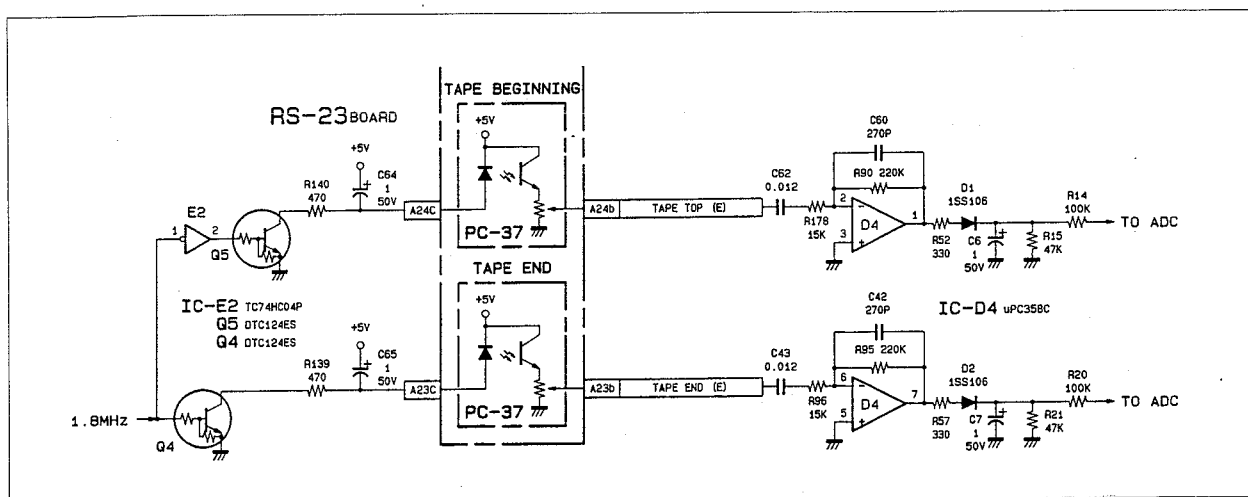 TAPE BEGINNING
RS-23 BOARD
+5V
+5V
C64
1
50V
R140
470
E2
1
2
Q5
A24C
PC-37
A24b
TAPE TOP (E)
C62
0.012
R178
15K
C60
270P
R90 220K
2
3
1
D4
R52
330
D1
1SS106
C6
1
50V
R15
47K
R14
100K
TO ADC
TAPE END
IC-E2 TC74HC04P
Q5 DTC124ES
Q4 DTC124ES
+5V
+5V
C65
1
50V
R139
470
1.8MHz
Q4
A23C
PC-37
A23b
TAPE END (E)
C43
0.012
R96
15K
C42
270P
R95 220K
6
5
7
D4
IC-D4 uPC358C
R57
330
D2
1SS106
C7
1
50V
R21
47K
R20
100K
TO ADC